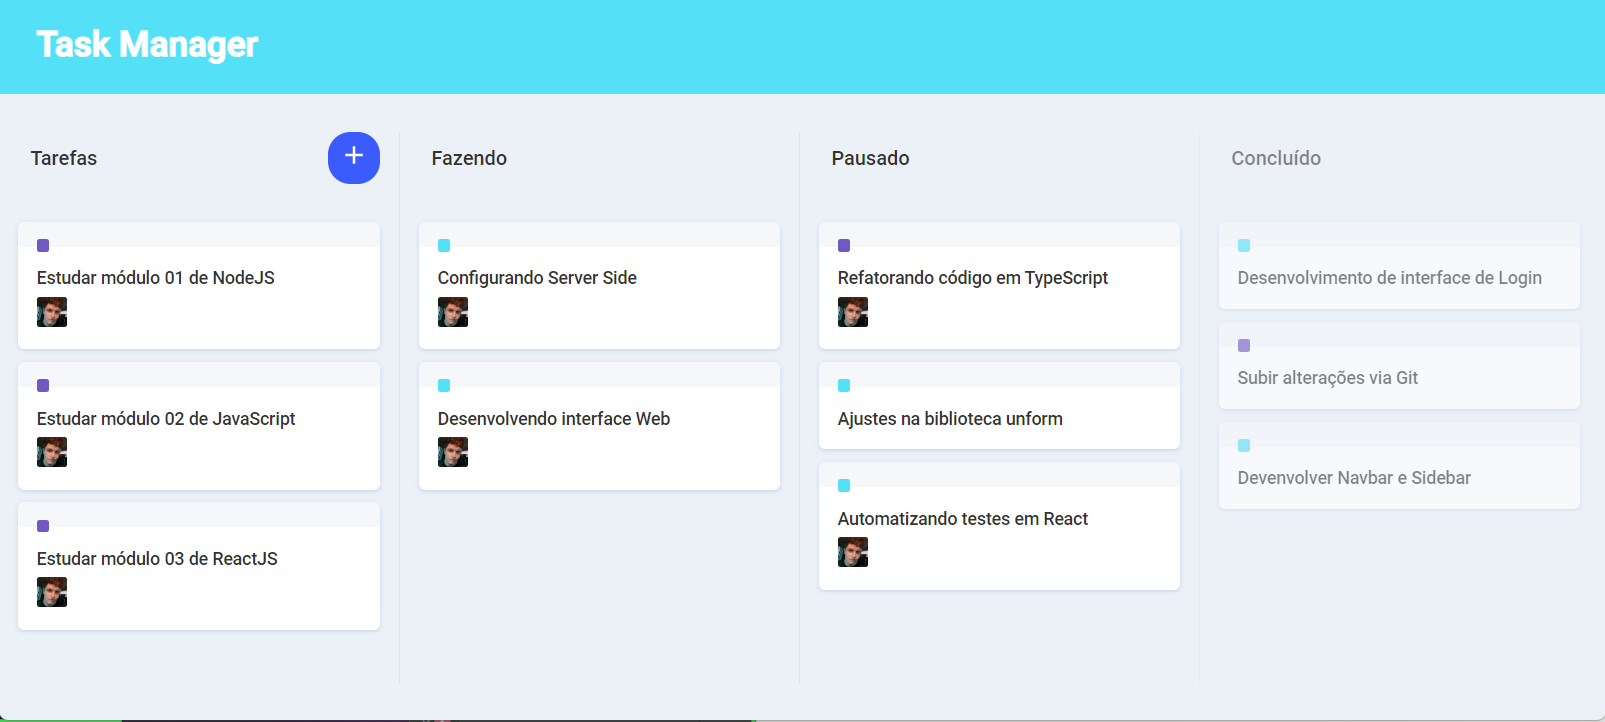 Task Manager
Tarefas
Estudar módulo 01 de NodeJS
Estudar módulo 02 de JavaScript
Estudar módulo 03 de ReactJS
Fazendo
Configurando Server Side
Desenvolvendo interface Web
Pausado
Refatorando código em TypeScript
Ajustes na biblioteca unform
Automatizando testes em React
Concluído
Desenvolvimento de interface de Login
Subir alterações via Git
Devenvolver Navbar e Sidebar